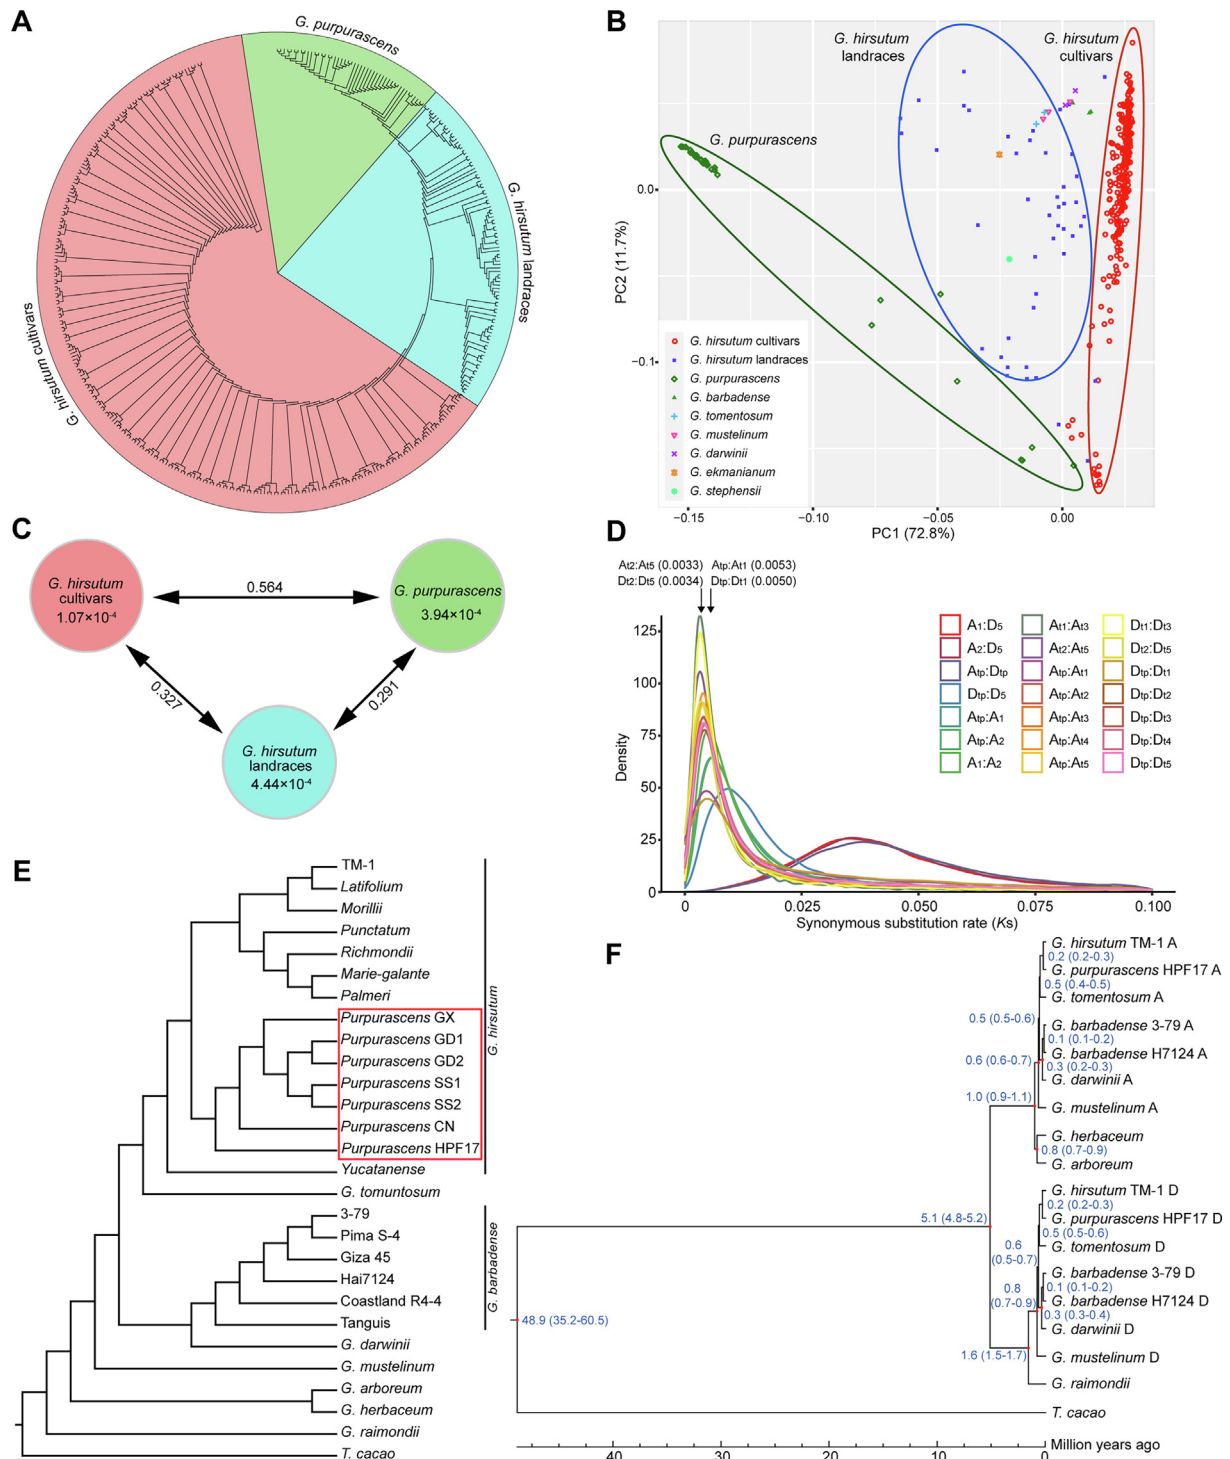 A
G. purpurascens
G. hirsutum landraces
G. hirsutum cultivars
B
G. hirsutum
landraces
G. hirsutum
cultivars
G. purpurascens
0.0
−0.1
PC2 (11.7%)
G. hirsutum cultivars
G. hirsutum landraces
G. purpurascens
G. barbadense
G. tomentosum
G. mustelinum
G. darwinii
G. ekmanianum
G. stephensii
−0.15
−0.10
−0.05
0.00
PC1 (72.8%)
C
G. hirsutum
cultivars
1.07×10⁻⁴
0.564
G. purpurascens
3.94×10⁻⁴
0.327
0.291
G. hirsutum
landraces
4.44×10⁻⁴
D
At2:At5 (0.0033) Atp:At1 (0.0053)
Dt2:Dt5 (0.0034) Dtp:Dt1 (0.0050)
125
100
75
50
25
0
Density
A1:D5 At1:At3 Dt1:Dt3
A2:D5 At2:At5 Dt2:Dt5
Atp:Dtp Atp:At1 Dtp:Dt1
Dtp:D5 Atp:At2 Dtp:Dt2
Atp:A1 Atp:At3 Dtp:Dt3
Atp:A2 Atp:At4 Dtp:Dt4
A1:A2 Atp:At5 Dtp:Dt5
0 0.025 0.050 0.075 0.100
Synonymous substitution rate (Ks)
E
TM-1
Latifolium
Morillii
Punctatum
Richmondii
Marie-galante
Palmeri
Purpurascens GX
Purpurascens GD1
Purpurascens GD2
Purpurascens SS1
Purpurascens SS2
Purpurascens CN
Purpurascens HPF17
Yucatanense
G. hirsutum
G. tomuntosum
3-79
Pima S-4
Giza 45
Hai7124
Coastland R4-4
Tanguis
G. barbadense
G. darwinii
G. mustelinum
G. arboreum
G. herbaceum
G. raimondii
T. cacao
F
G. hirsutum TM-1 A
0.2 (0.2-0.3)
G. purpurascens HPF17 A
0.5 (0.4-0.5)
G. tomentosum A
0.5 (0.5-0.6)
G. barbadense 3-79 A
0.1 (0.1-0.2)
G. barbadense H7124 A
0.6 (0.6-0.7)
0.3 (0.2-0.3)
G. darwinii A
1.0 (0.9-1.1)
G. mustelinum A
G. herbaceum
0.8 (0.7-0.9)
G. arboreum
G. hirsutum TM-1 D
0.2 (0.2-0.3)
G. purpurascens HPF17 D
5.1 (4.8-5.2)
0.5 (0.5-0.6)
G. tomentosum D
0.6
(0.5-0.7)
G. barbadense 3-79 D
0.1 (0.1-0.2)
0.8
(0.7-0.9)
G. barbadense H7124 D
0.3 (0.3-0.4)
48.9 (35.2-60.5)
G. darwinii D
1.6 (1.5-1.7)
G. mustelinum D
G. raimondii
T. cacao
40 30 20 10 0
Million years ago